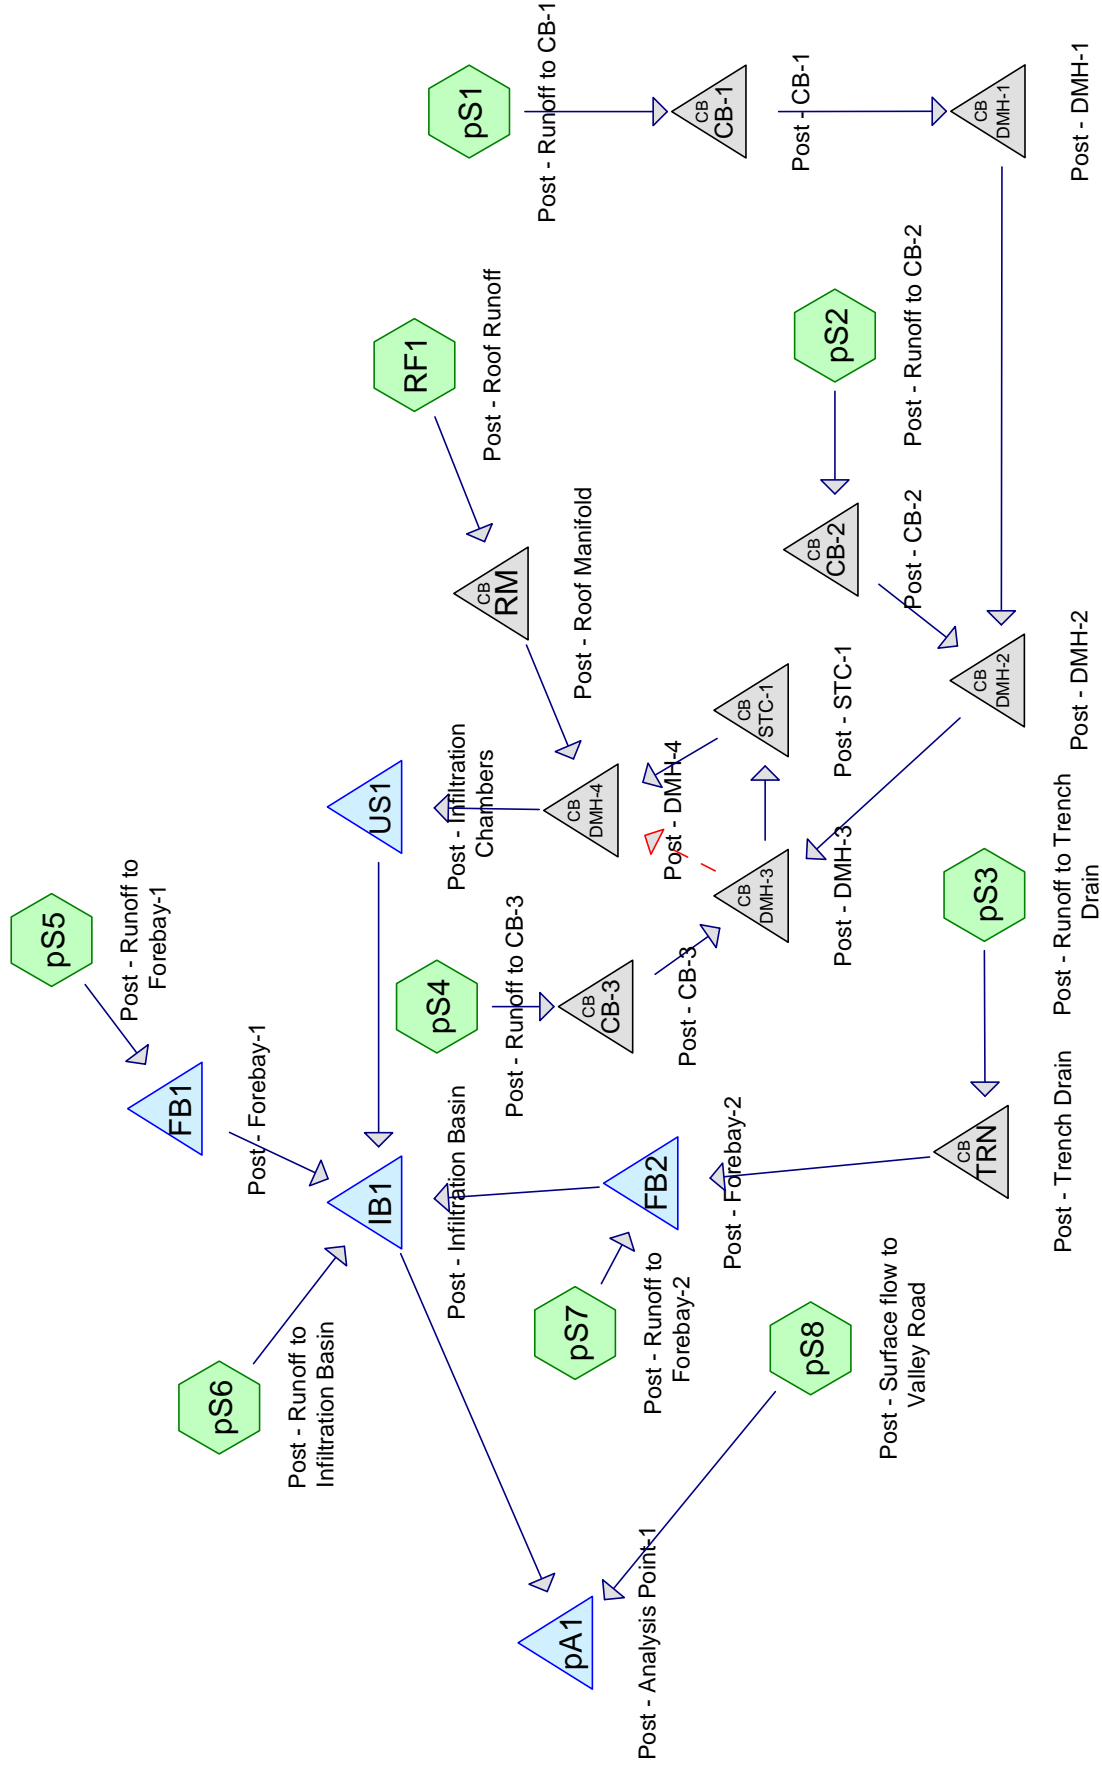 pS5
Post - Runoff to
Forebay-1
FB1
Post - Forebay-1
pS6
Post - Runoff to
Infiltration Basin
IB1
Post - Infiltration Basin
US1
Post - Infiltration
Chambers
RF1
Post - Roof Runoff
CB
RM
Post - Roof Manifold
pS1
Post - Runoff to CB-1
CB
CB-1
Post - CB-1
CB
DMH-1
Post - DMH-1
pS2
Post - Runoff to CB-2
CB
CB-2
Post - CB-2
CB
DMH-2
Post - DMH-2
CB
STC-1
Post - STC-1
CB
DMH-4
Post - DMH-4
CB
DMH-3
Post - DMH-3
pS4
Post - Runoff to CB-3
CB
CB-3
Post - CB-3
pS3
Post - Runoff to Trench
Drain
CB
TRN
Post - Trench Drain
FB2
Post - Forebay-2
pS7
Post - Runoff to
Forebay-2
pS8
Post - Surface flow to
Valley Road
pA1
Post - Analysis Point-1